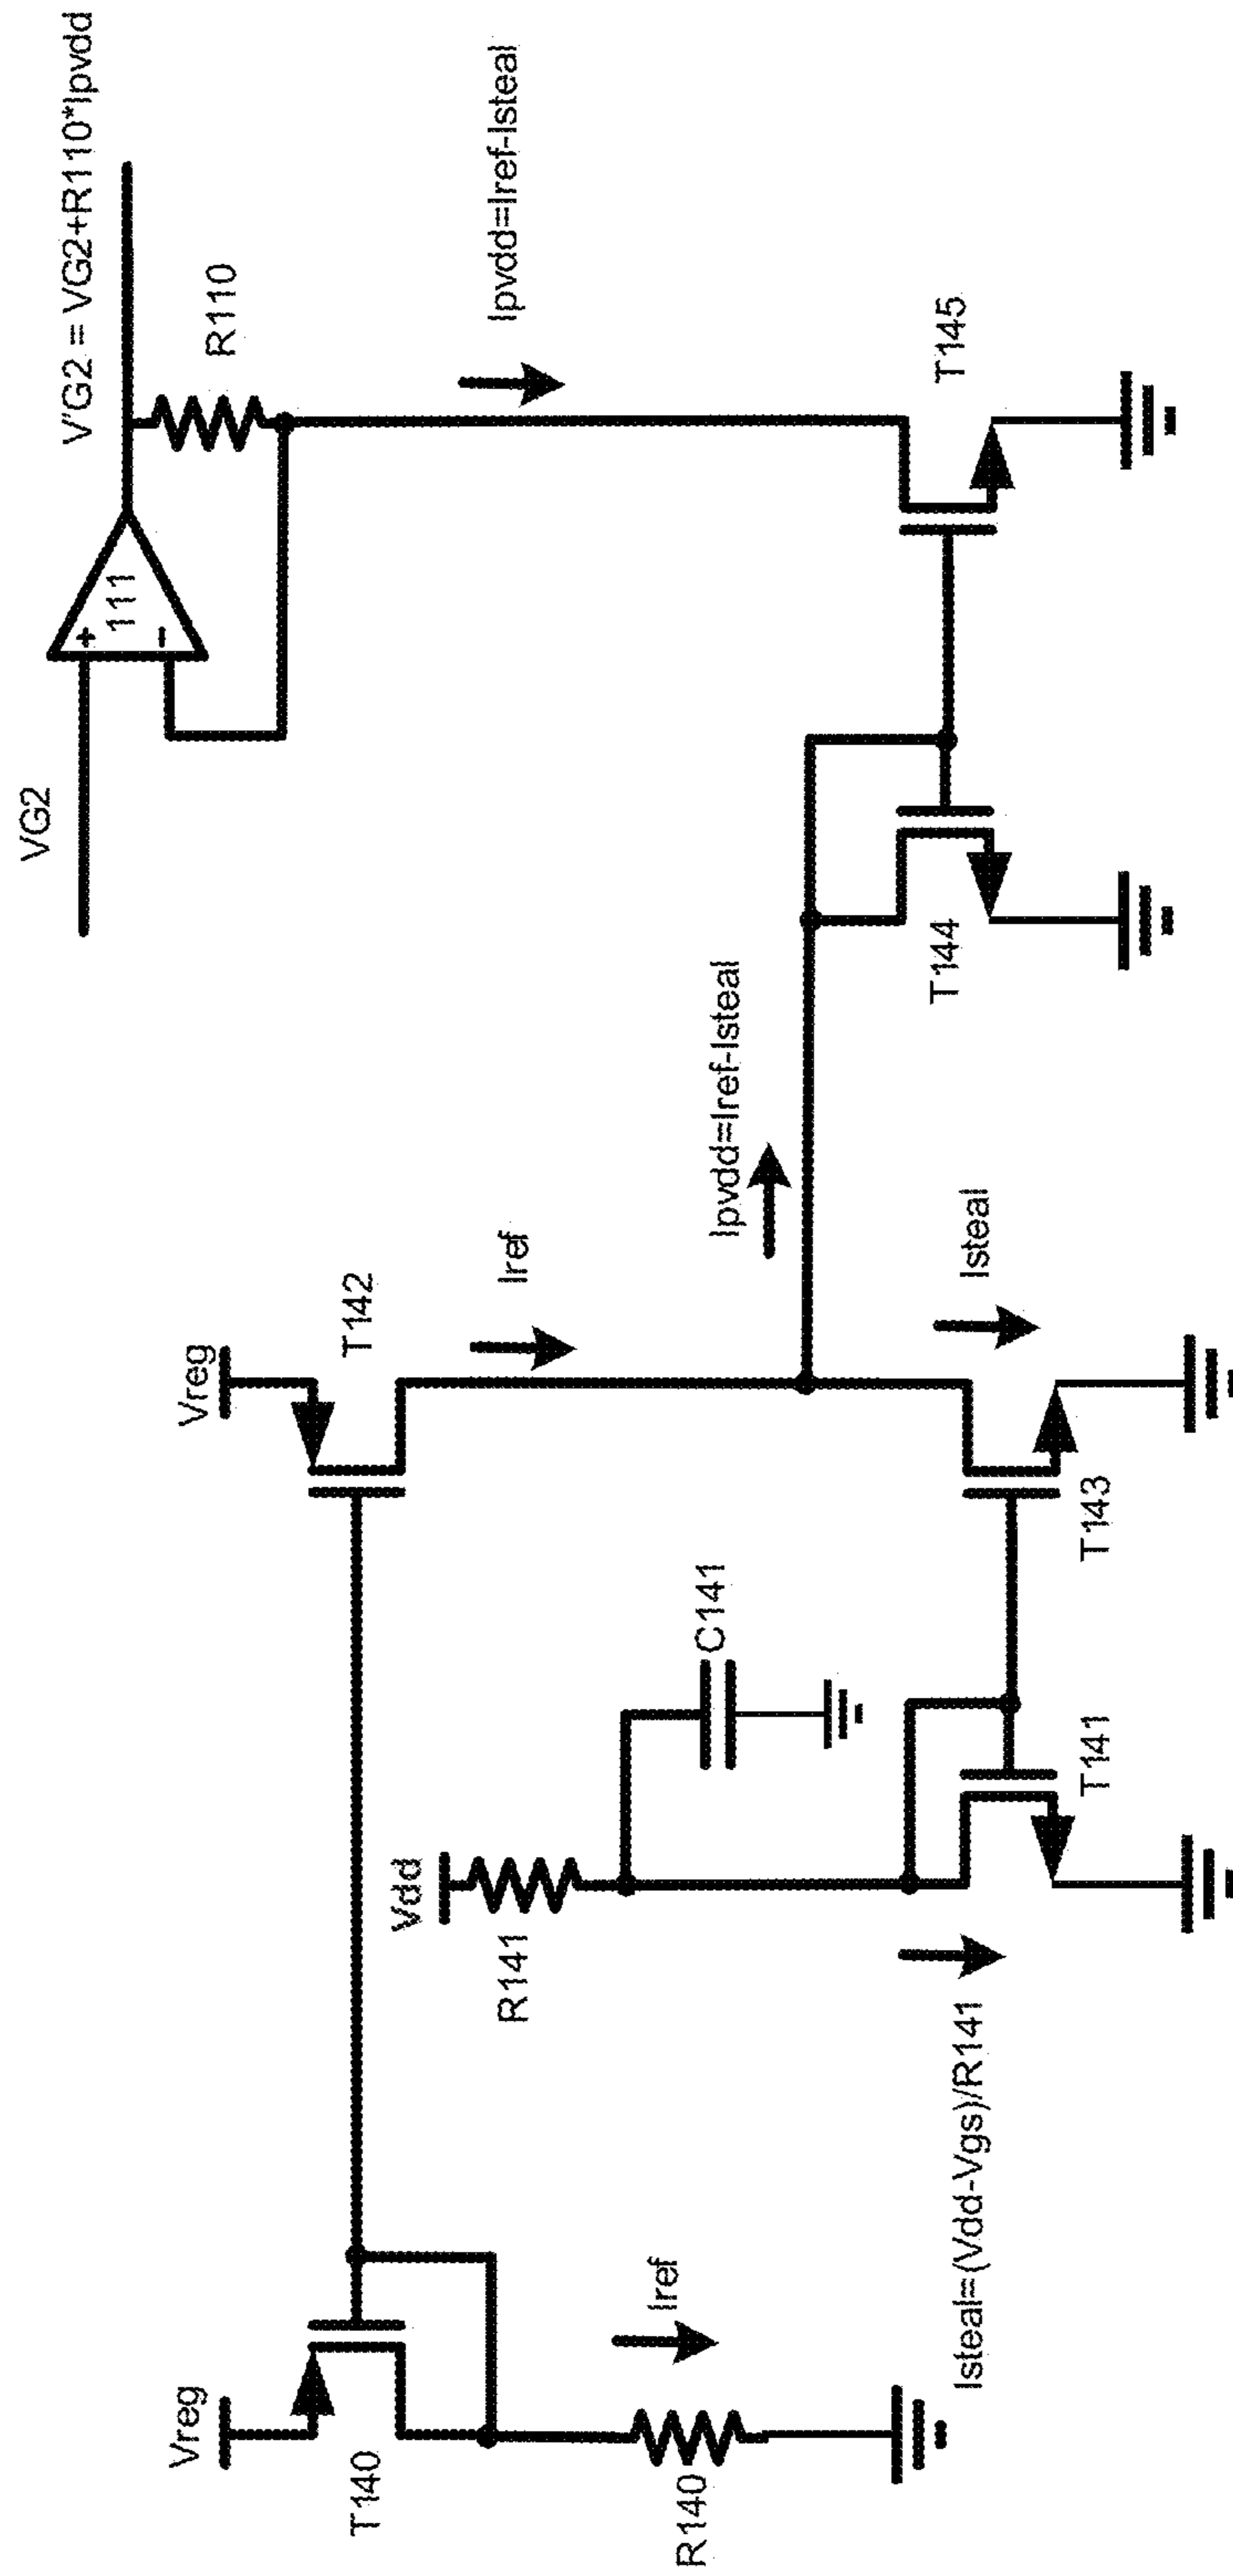 Vreg
T140
Iref
R140
Vreg
T142
Iref
Vdd
R141
C141
Isteal=(Vdd-Vgs)/R141
T141
T143
Isteal
Ipvdd=Iref-Isteal
T144
VG2
+
-
111
V'G2 = VG2+R110*Ipvdd
R110
Ipvdd=Iref-Isteal
T145